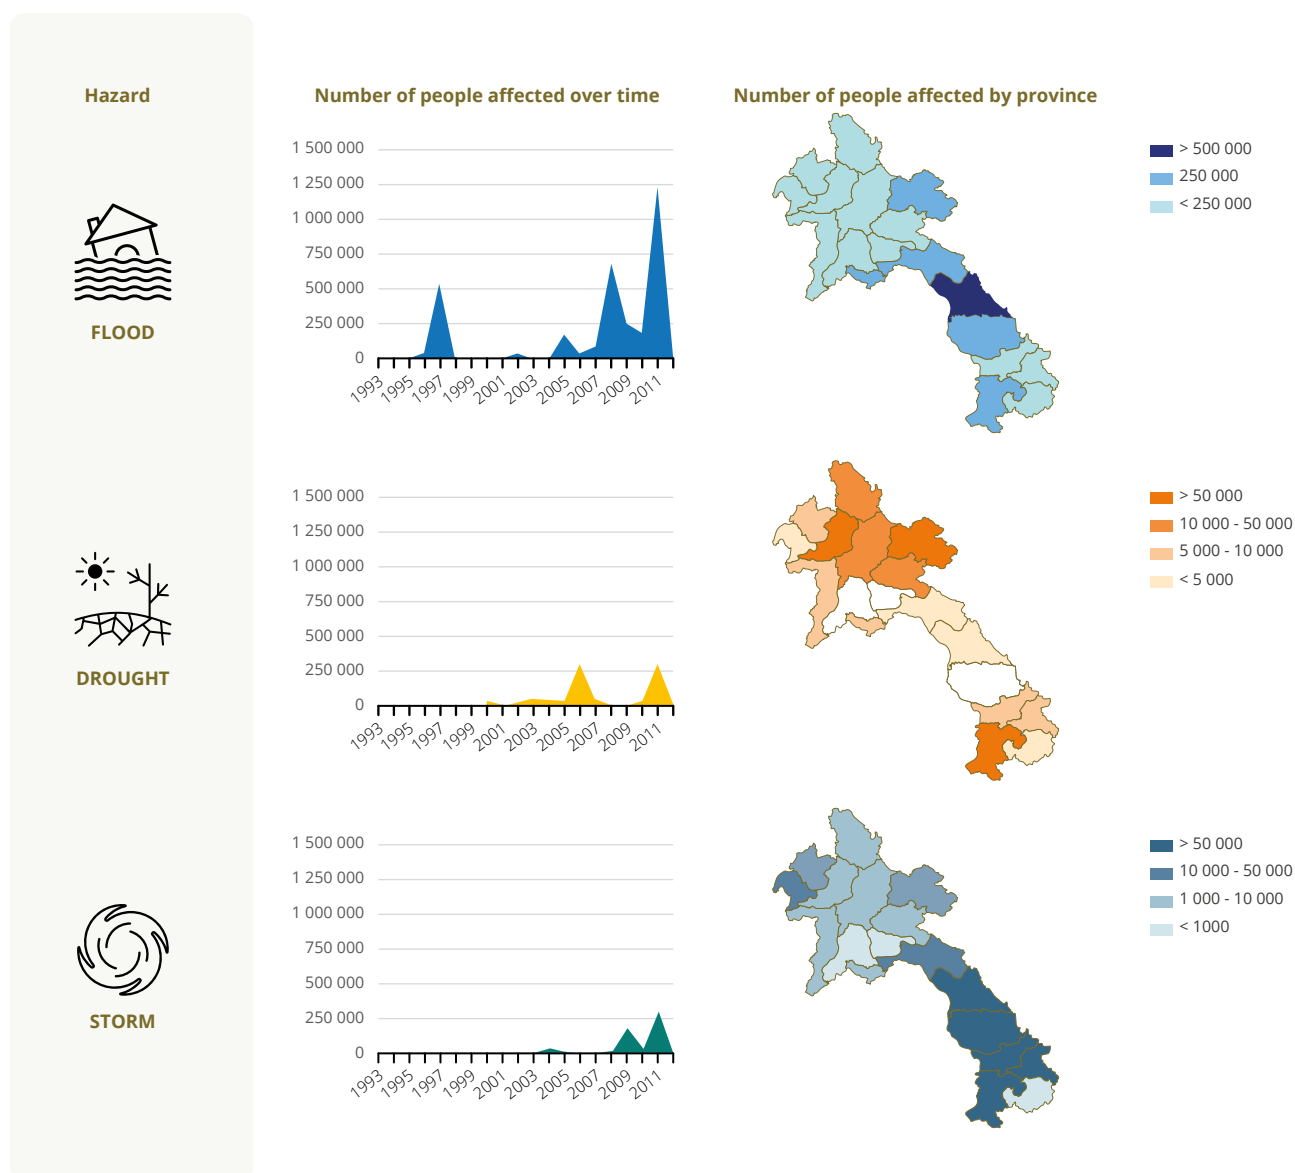 Hazard
Number of people affected over time
Number of people affected by province
1 500 000
1 250 000
1 000 000
750 000
500 000
250 000
0
1993
1995
1997
1999
2001
2003
2005
2007
2009
2011
> 500 000
250 000
< 250 000
FLOOD
1 500 000
1 250 000
1 000 000
750 000
500 000
250 000
0
1993
1995
1997
1999
2001
2003
2005
2007
2009
2011
> 50 000
10 000 - 50 000
5 000 - 10 000
< 5 000
DROUGHT
1 500 000
1 250 000
1 000 000
750 000
500 000
250 000
0
1993
1995
1997
1999
2001
2003
2005
2007
2009
2011
> 50 000
10 000 - 50 000
1 000 - 10 000
< 1000
STORM